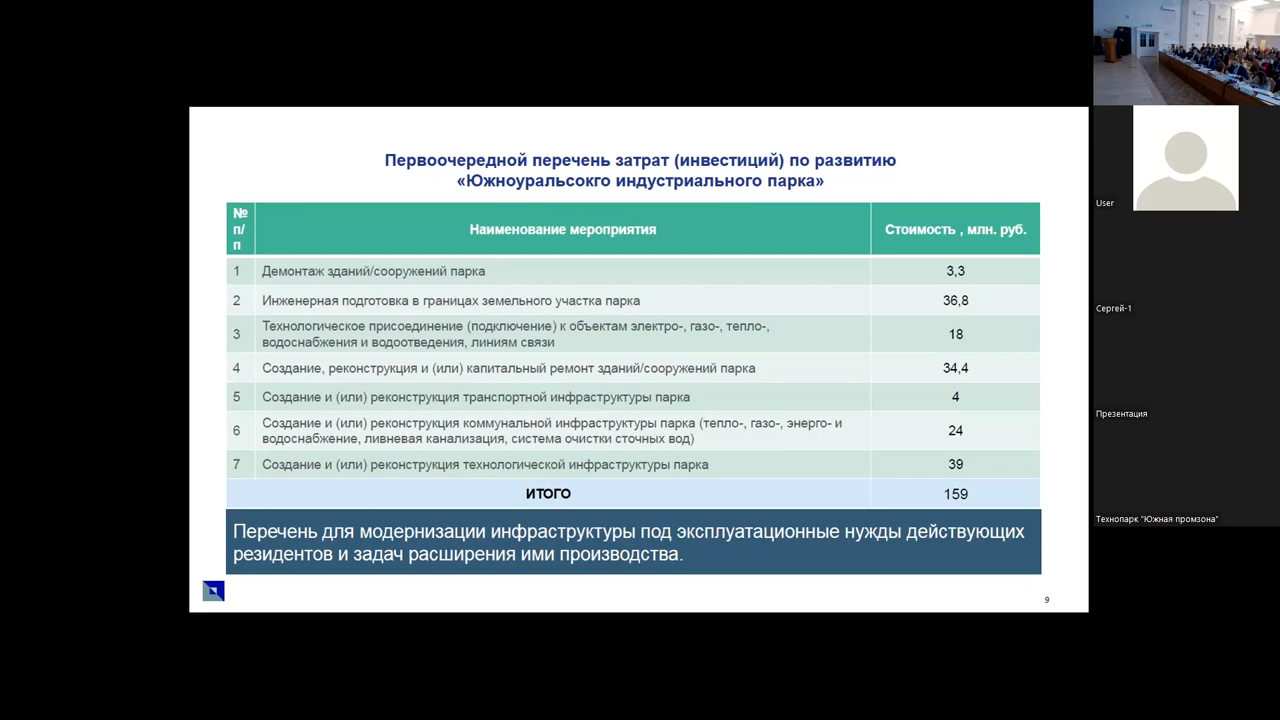 Первоочередной перечень затрат (инвестиций) по развитию
«Южноуральсокго индустриального парка»
№ п/п Наименование мероприятия Стоимость , млн. руб.
1 Демонтаж зданий/сооружений парка 3,3
2 Инженерная подготовка в границах земельного участка парка 36,8
3 Технологическое присоединение (подключение) к объектам электро-, газо-, тепло-,
водоснабжения и водоотведения, линиям связи 18
4 Создание, реконструкция и (или) капитальный ремонт зданий/сооружений парка 34,4
5 Создание и (или) реконструкция транспортной инфраструктуры парка 4
6 Создание и (или) реконструкция коммунальной инфраструктуры парка (тепло-, газо-, энерго- и
водоснабжение, ливневая канализация, система очистки сточных вод) 24
7 Создание и (или) реконструкция технологической инфраструктуры парка 39
ИТОГО 159
Перечень для модернизации инфраструктуры под эксплуатационные нужды действующих
резидентов и задач расширения ими производства.
9
User
Сергей-1
Презентация
Технопарк "Южная промзона"